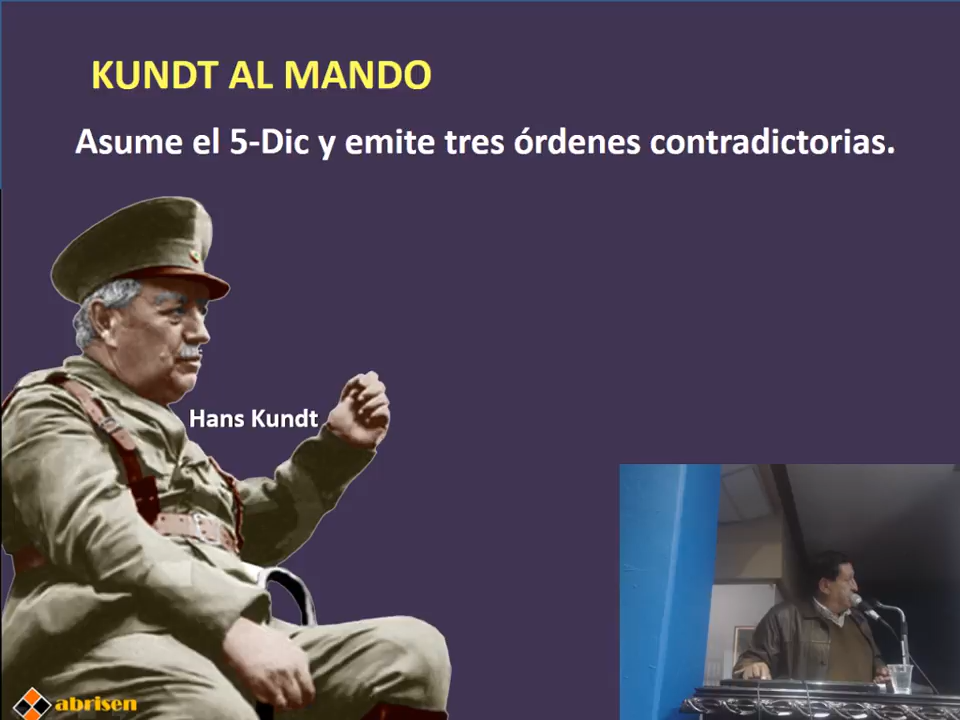 KUNDT AL MANDO
Asume el 5-Dic y emite tres órdenes contradictorias.
Hans Kundt
abrisen